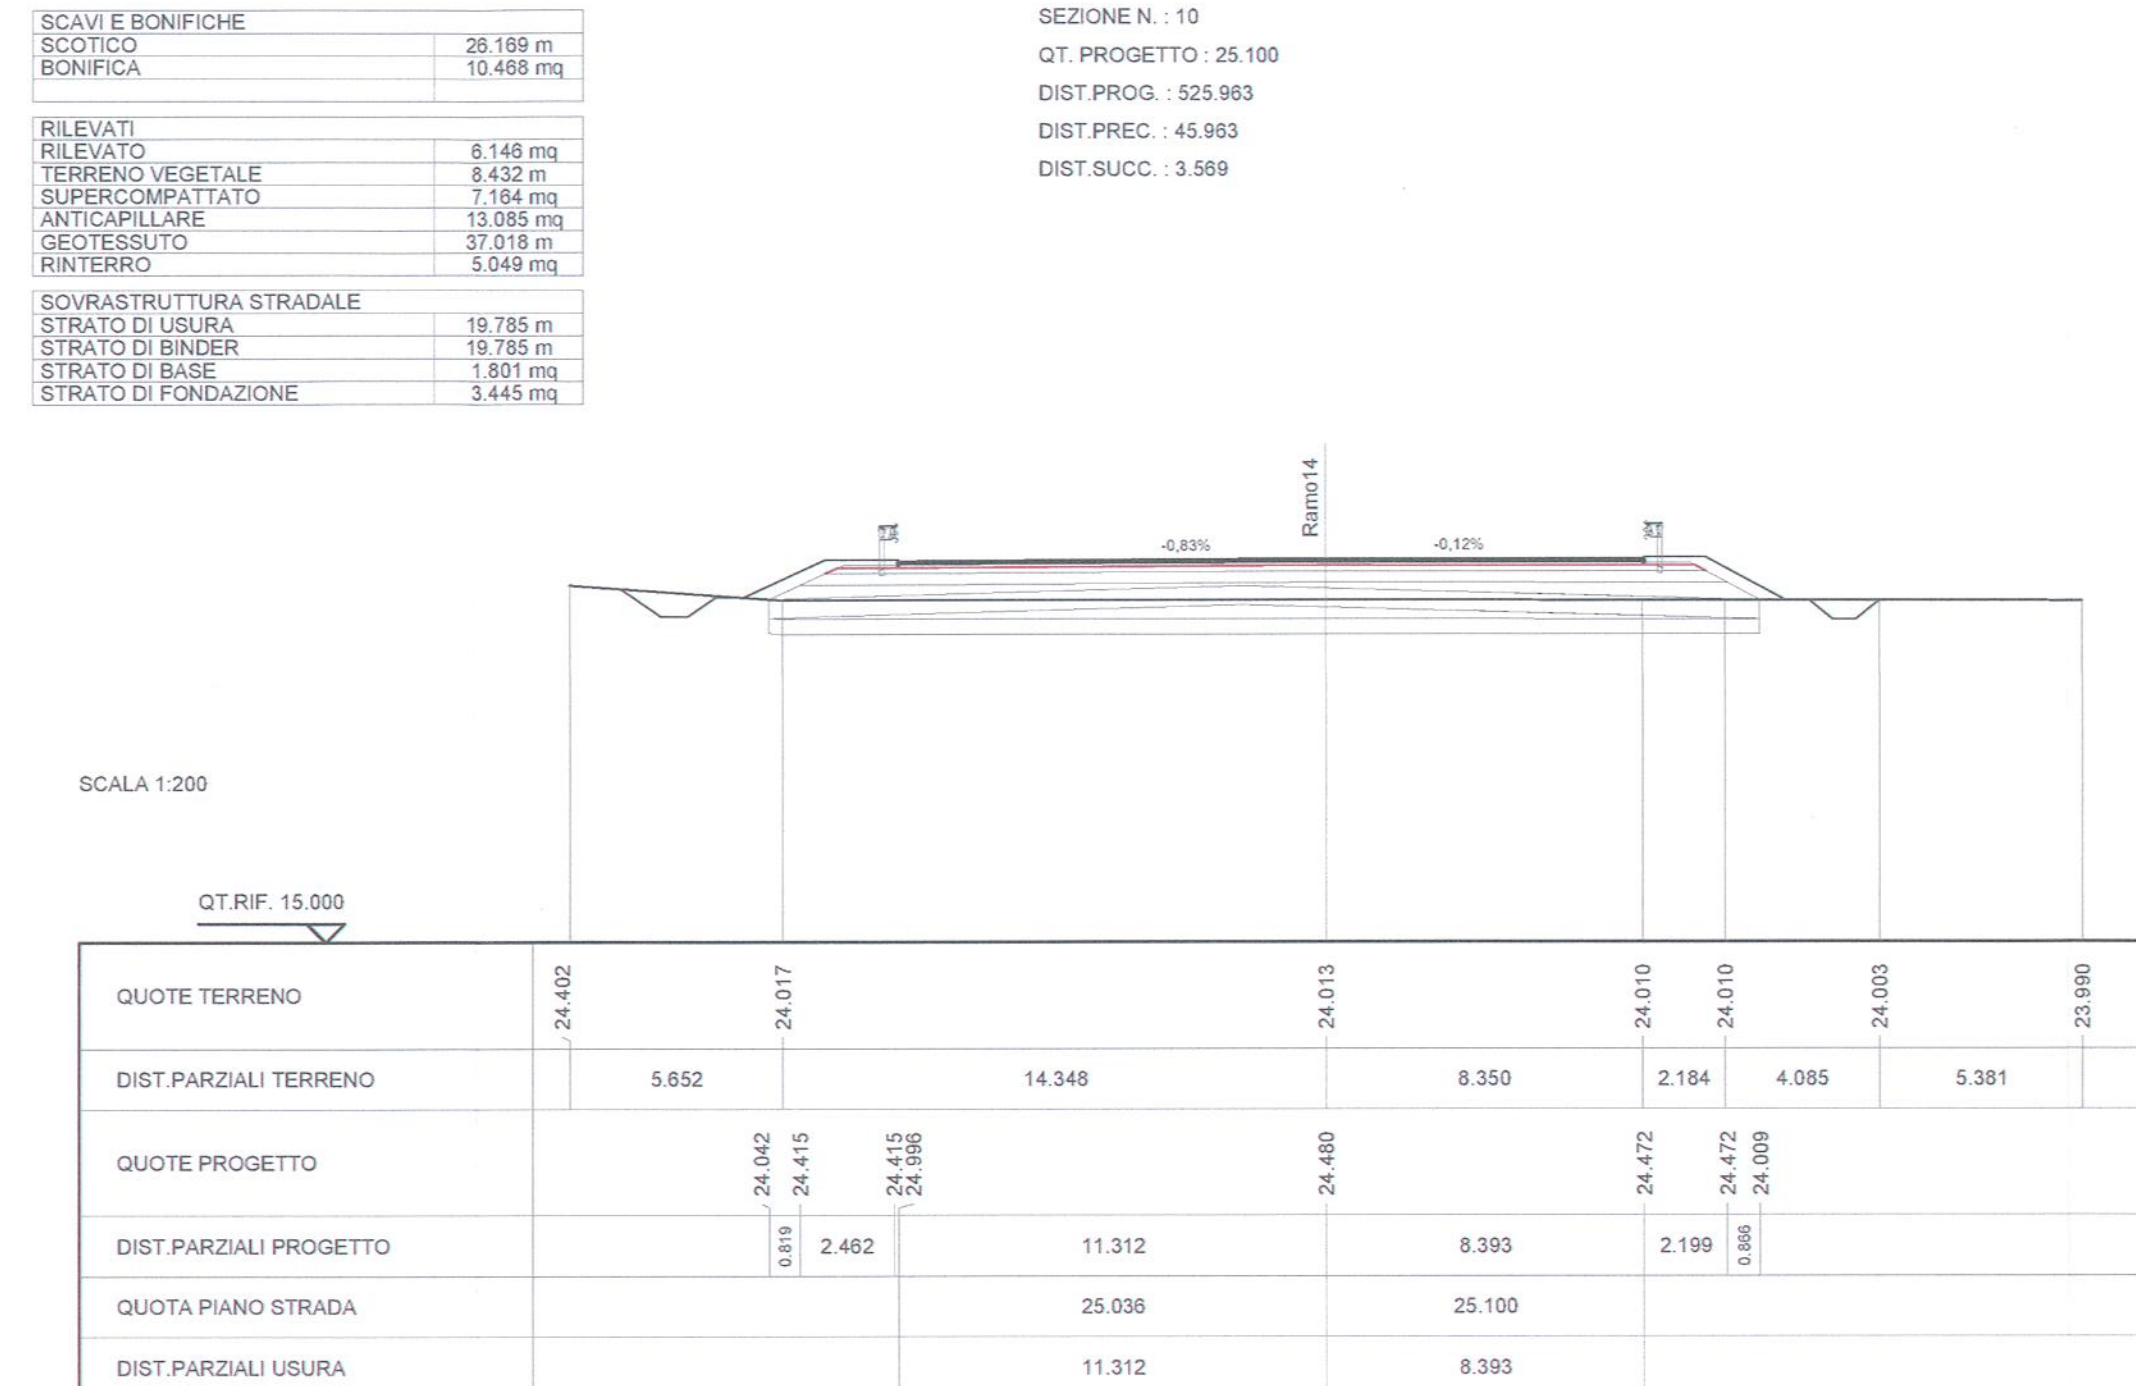 SCAVI E BONIFICHE
SCOTICO 26.169 m
BONIFICA 10.468 mq
RILEVATI
RILEVATO 6.146 mq
TERRENO VEGETALE 8.432 m
SUPERCOMPATTATO 7.164 mq
ANTICAPILLARE 13.085 mq
GEOTESSUTO 37.018 m
RINTERRO 5.049 mq
SOVRASTRUTTURA STRADALE
STRATO DI USURA 19.785 m
STRATO DI BINDER 19.785 m
STRATO DI BASE 1.801 mq
STRATO DI FONDAZIONE 3.445 mq
SEZIONE N. : 10
QT. PROGETTO : 25.100
DIST.PROG. : 525.963
DIST.PREC. : 45.963
DIST.SUCC. : 3.569
Ramo14
-0,83% -0,12%
SCALA 1:200
QT.RIF. 15.000
QUOTE TERRENO 24.402 24.017 24.013 24.010 24.010 24.003 23.990
DIST.PARZIALI TERRENO 5.652 14.348 8.350 2.184 4.085 5.381
QUOTE PROGETTO 24.042 24.415 24.415 24.996 24.480 24.472 24.472 24.009
DIST.PARZIALI PROGETTO 0.819 2.462 11.312 8.393 2.199 0.866
QUOTA PIANO STRADA 25.036 25.100
DIST.PARZIALI USURA 11.312 8.393